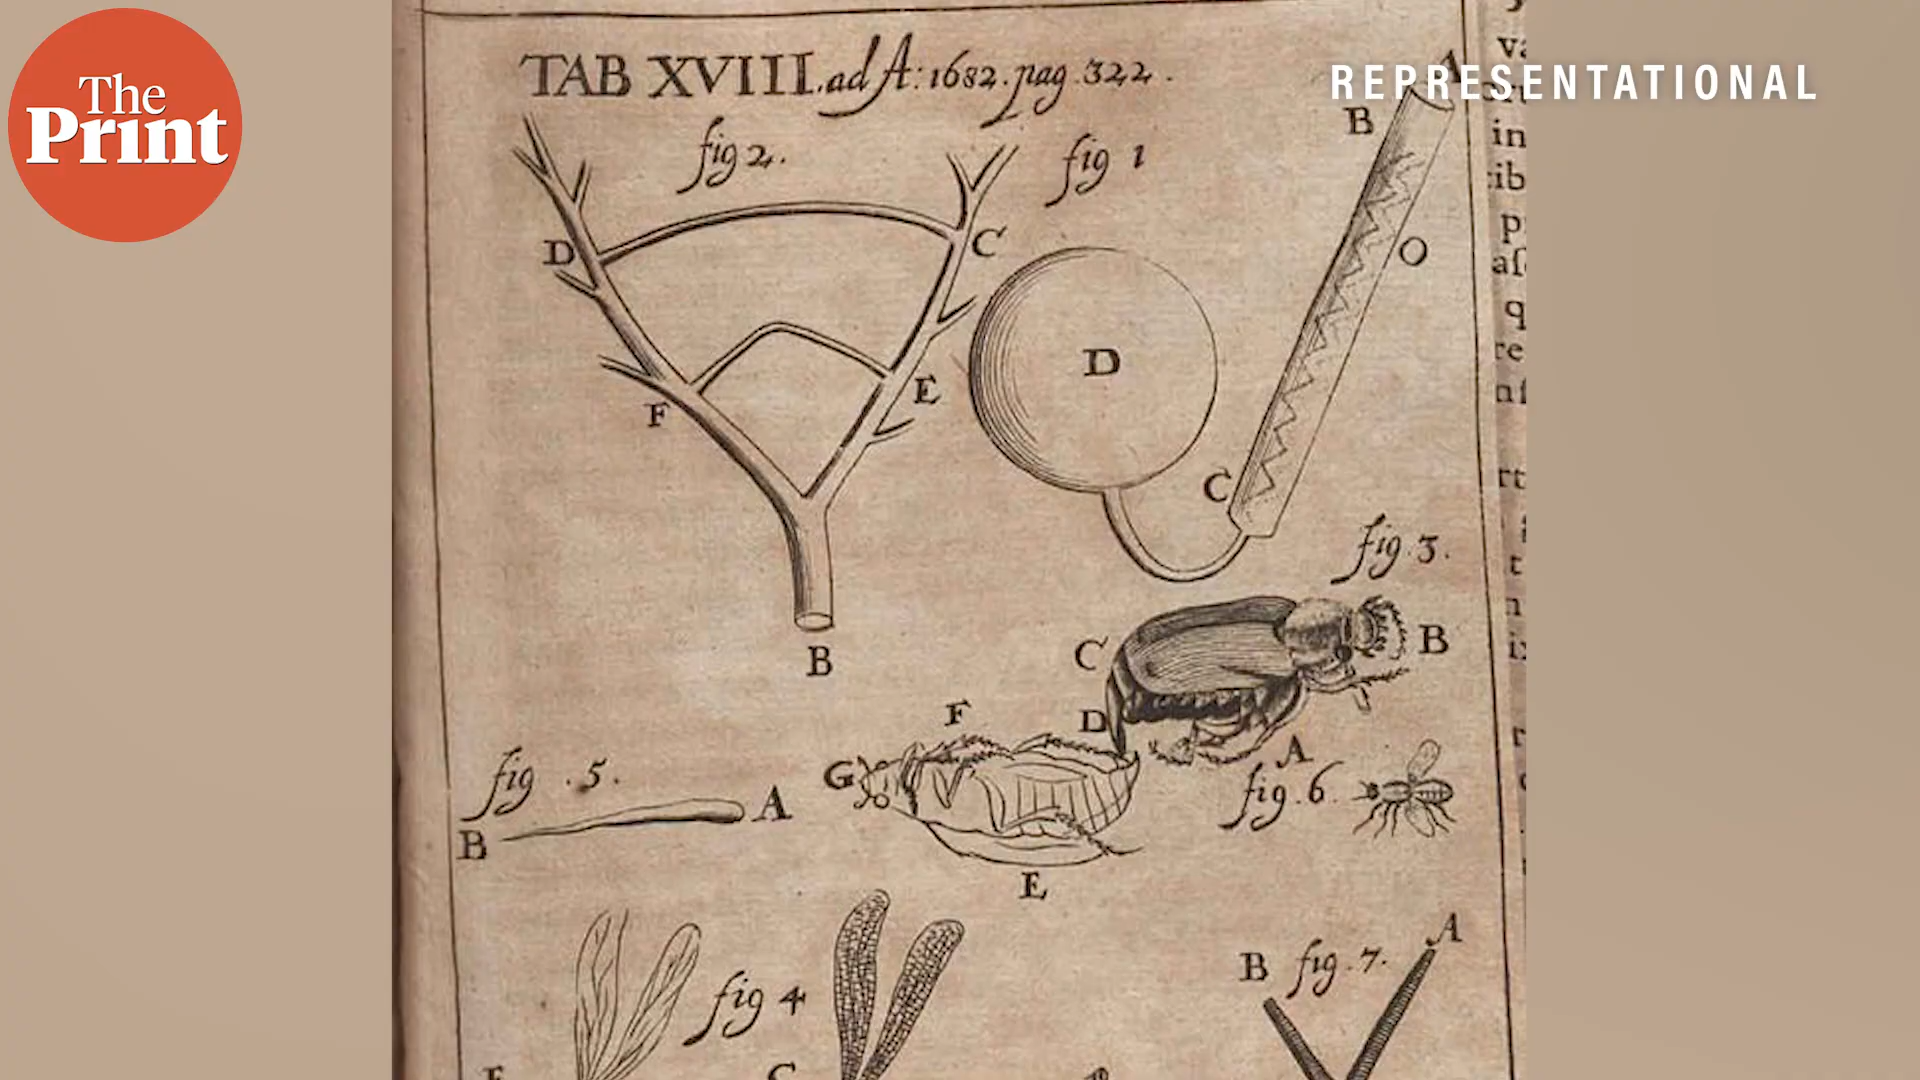 The
Print
REPRESENTATIONAL
TAB XVIII. ad A: 1682. pag. 322.
fig 2.
fig 1
A
B
D
C
O
D
F
E
C
B
fig. 3.
C
B
F
D
A
G
fig. 5.
A
B
fig. 6.
E
A
B
fig. 7.
fig 4
in